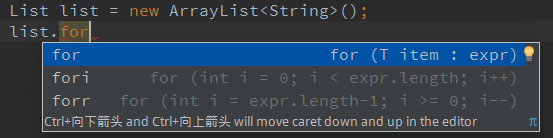 List list = new ArrayList<String>();
list.for
for for (T item : expr)
fori for (int i = 0; i < expr.length; i++)
forr for (int i = expr.length-1; i >= 0; i--)
Ctrl+向下箭头 and Ctrl+向上箭头 will move caret down and up in the editor π